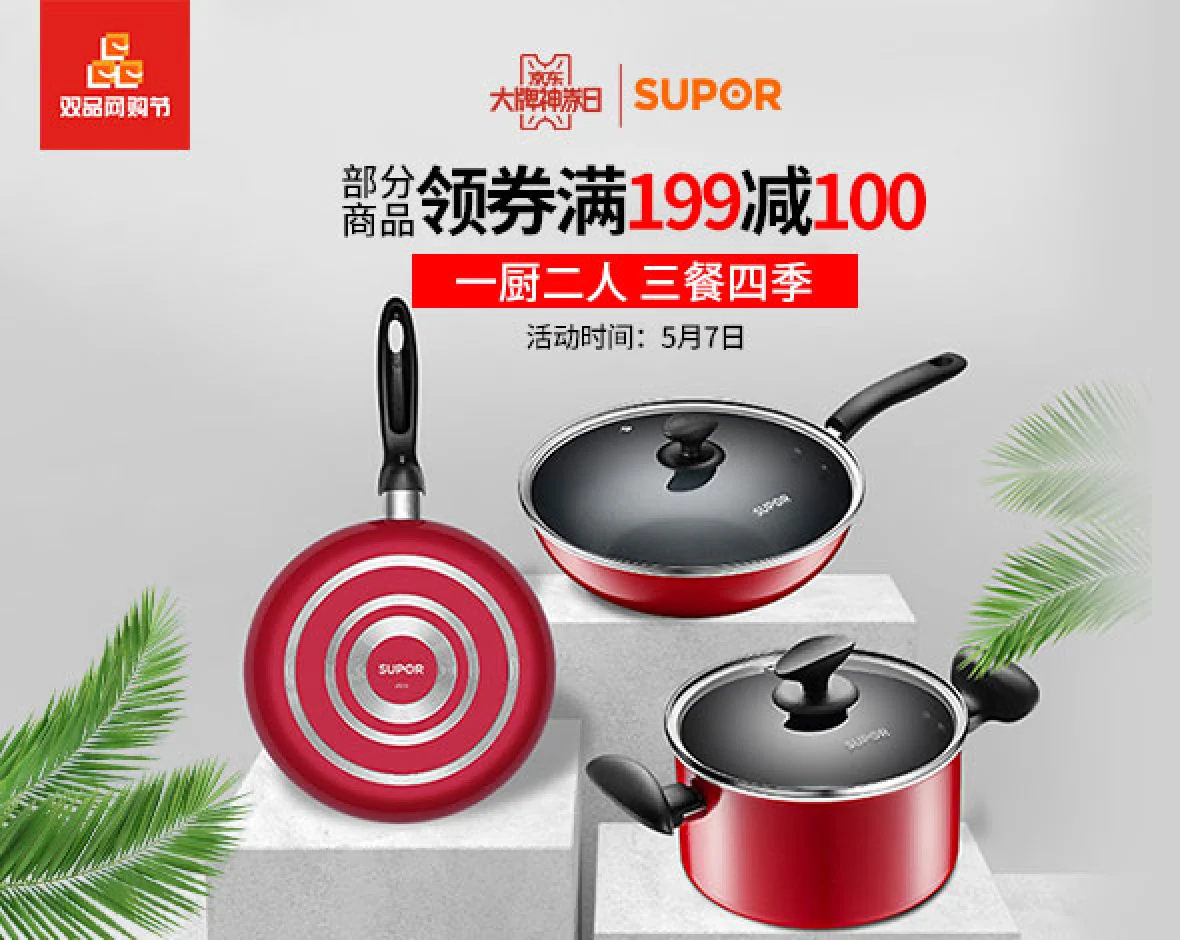 双品网购节
京东
大牌神券日
SUPOR
部分商品
领券满199减100
一厨二人 三餐四季
活动时间：5月7日
SUPOR
SUPOR
SUPOR